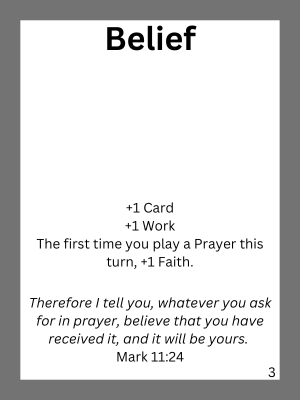 Belief
+1 Card
+1 Work
The first time you play a Prayer this
turn, +1 Faith.
Therefore I tell you, whatever you ask
for in prayer, believe that you have
received it, and it will be yours.
Mark 11:24
3